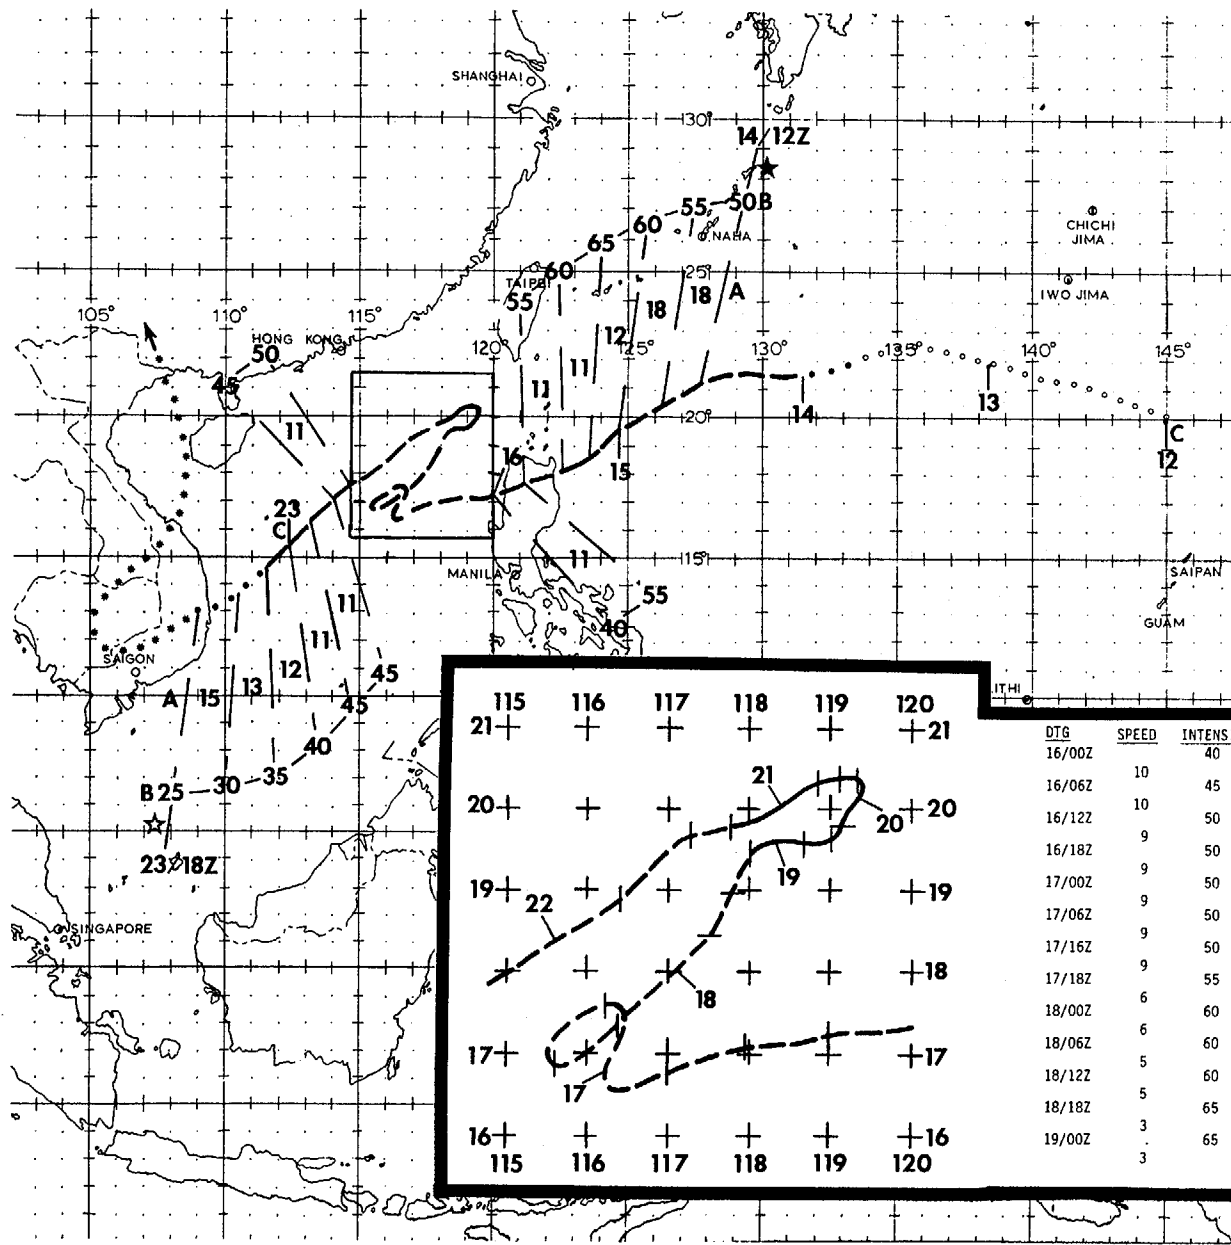 SHANGHAI
30°
14 12Z
60 55 50B
65 NAHA
CHICHI
JIMA
60 25°
TAIPEI IWO JIMA
55 18 18 A
105° 110° 115° 120° 125° 130° 135° 140° 145°
HONG KONG
50
12
45 11 11
20° 14 13 C
12
11
16 15
23
C
15°
11
MANILA SAIPAN
11 55
GUAM
40
11
SAIGON
12 45
A 15 13 45
40
35
B 25 30
23 18Z
SINGAPORE
LITHI
115 116 117 118 119 120
21 21
21
20 20
20
19 19
19
22
18 18
18
17 17
17
16 16
115 116 117 118 119 120
DTG SPEED INTENS
16/00Z 40
10
16/06Z 45
10
16/12Z 50
9
16/18Z 50
9
17/00Z 50
9
17/06Z 50
9
17/16Z 50
9
17/18Z 55
6
18/00Z 60
6
18/06Z 60
5
18/12Z 60
5
18/18Z 65
3
19/00Z 65
3